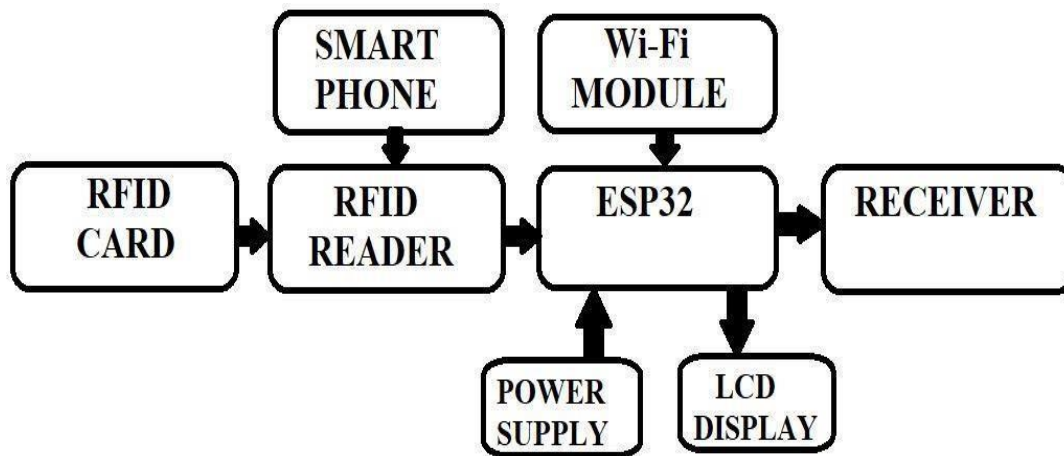 SMART
PHONE
Wi-Fi
MODULE
RFID
CARD
RFID
READER
ESP32
RECEIVER
POWER
SUPPLY
LCD
DISPLAY